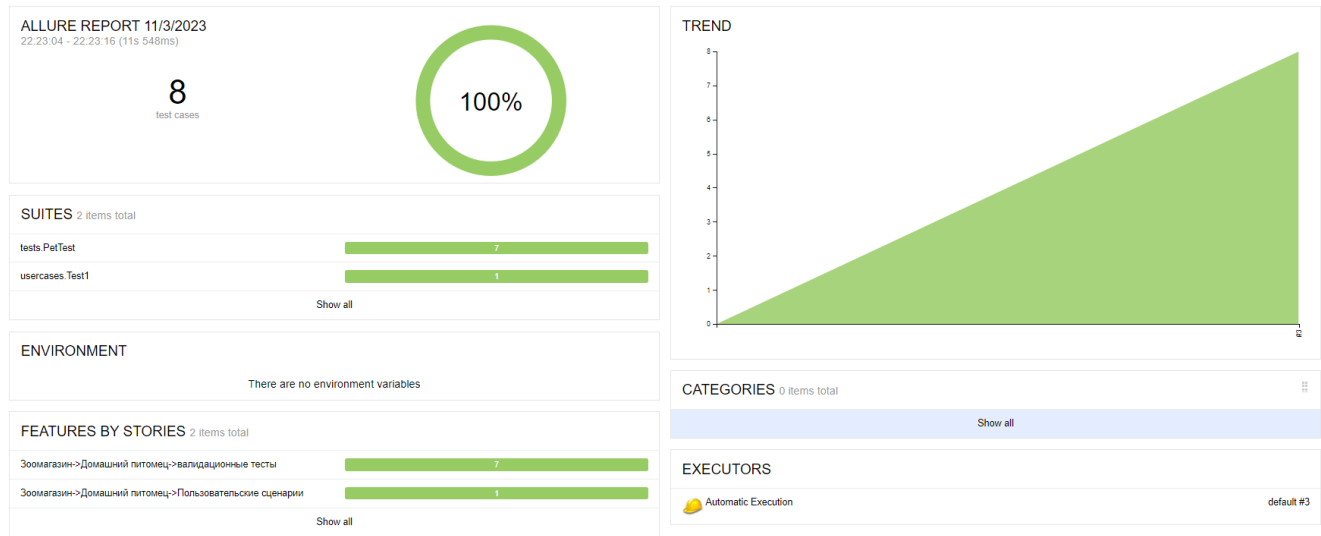 ALLURE REPORT 11/3/2023
22:23:04 - 22:23:16 (11s 548ms)
8
test cases
100%
SUITES 2 items total
tests.PetTest 7
usercases.Test1 1
Show all
ENVIRONMENT
There are no environment variables
FEATURES BY STORIES 2 items total
Зоомагазин->Домашний питомец->валидационные тесты 7
Зоомагазин->Домашний питомец->Пользовательские сценарии 1
Show all
TREND
8
7
6
5
4
3
2
1
0
#3
CATEGORIES 0 items total
Show all
EXECUTORS
Automatic Execution default #3